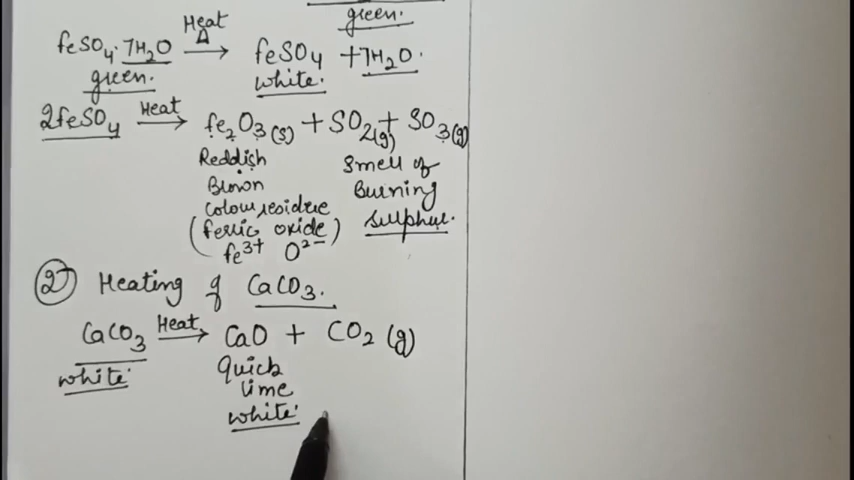 green.
FeSO4.7H2O Heat Δ → FeSO4 + 7H2O.
green. white.
2FeSO4 Heat → Fe2O3(s) + SO2(g) + SO3(g)
Reddish Smell of
Brown Burning
Colour residue Sulphur.
(ferric oxide)
Fe3+ O2-
(2) Heating of CaCO3.
CaCO3 Heat → CaO + CO2 (g)
white quick
lime
white